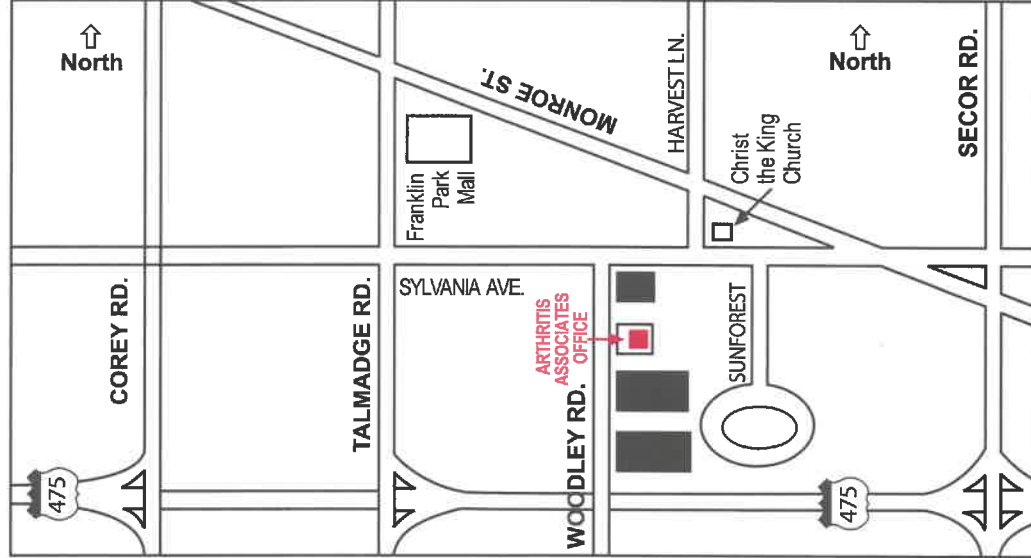 North
475
COREY RD.
TALMADGE RD.
SYLVANIA AVE.
Franklin
Park
Mall
MONROE ST.
HARVEST LN.
ARTHRITIS
ASSOCIATES
OFFICE
WOODLEY RD.
SUNFOREST
Christ
the King
Church
North
475
SECOR RD.